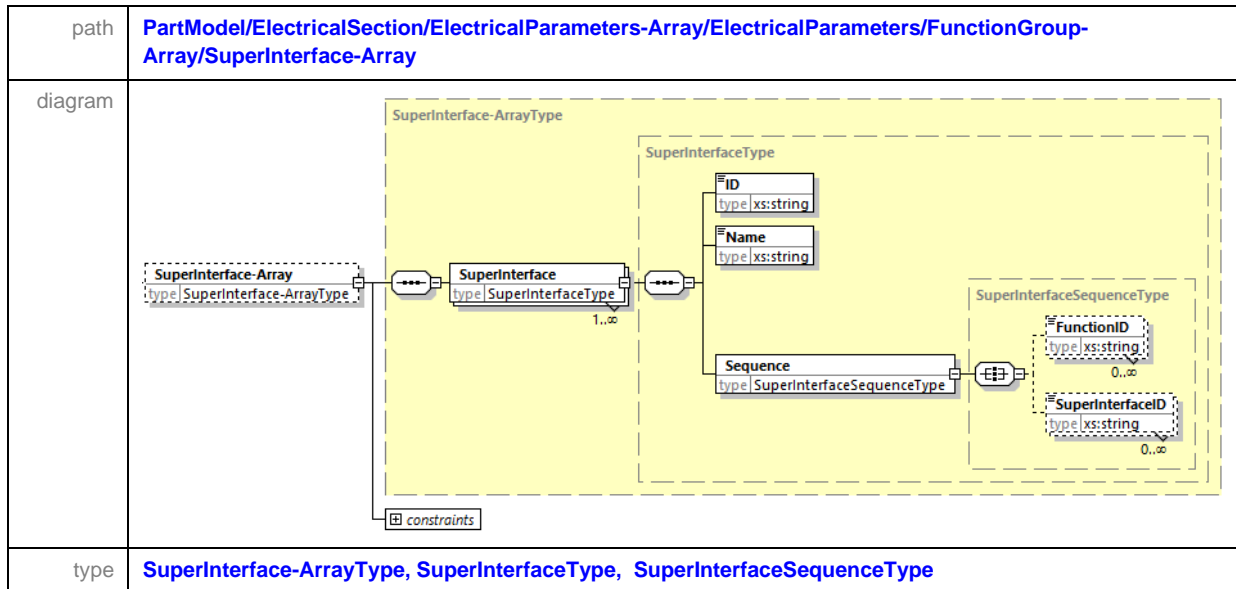 path
PartModel/ElectricalSection/ElectricalParameters-Array/ElectricalParameters/FunctionGroup-
Array/SuperInterface-Array
diagram
SuperInterface-ArrayType
SuperInterfaceType
ID
type xs:string
Name
type xs:string
SuperInterface-Array
type SuperInterface-ArrayType
SuperInterface
type SuperInterfaceType
1..∞
SuperInterfaceSequenceType
FunctionID
type xs:string
0..∞
Sequence
type SuperInterfaceSequenceType
SuperInterfaceID
type xs:string
0..∞
constraints
type
SuperInterface-ArrayType, SuperInterfaceType, SuperInterfaceSequenceType